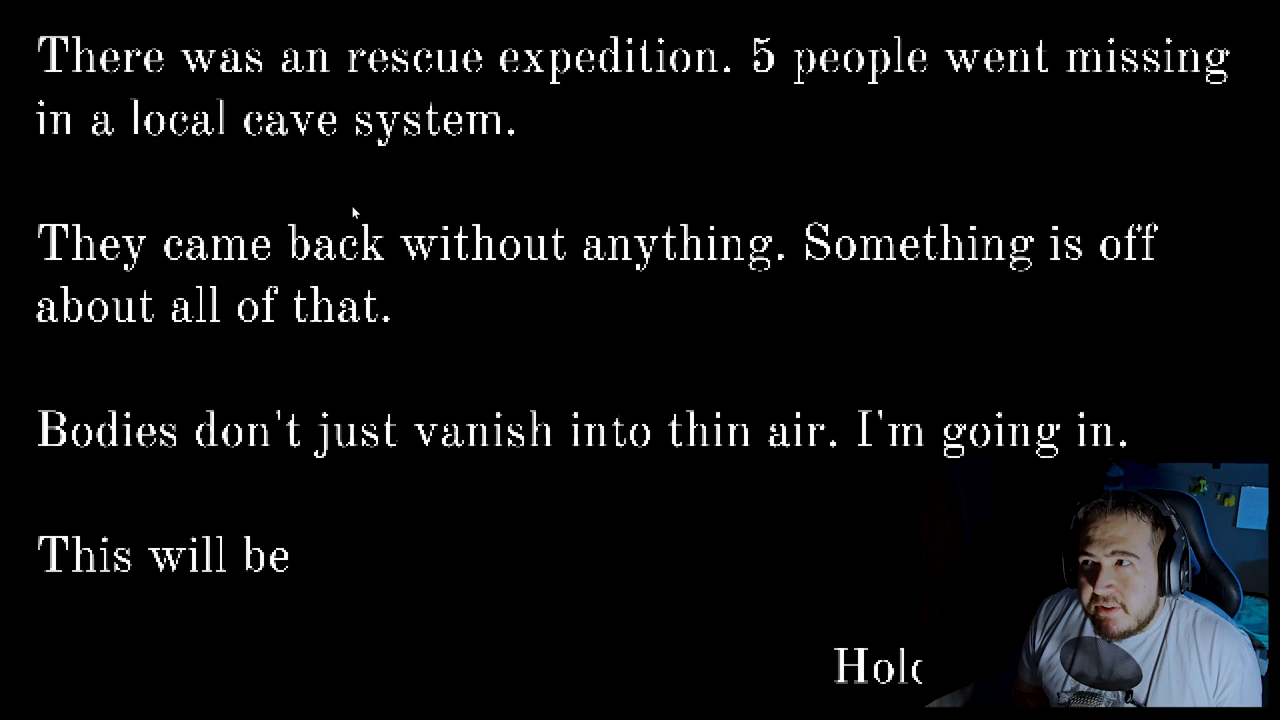 There was an rescue expedition. 5 people went missing
in a local cave system.
They came back without anything. Something is off
about all of that.
Bodies don't just vanish into thin air. I'm going in.
This will be